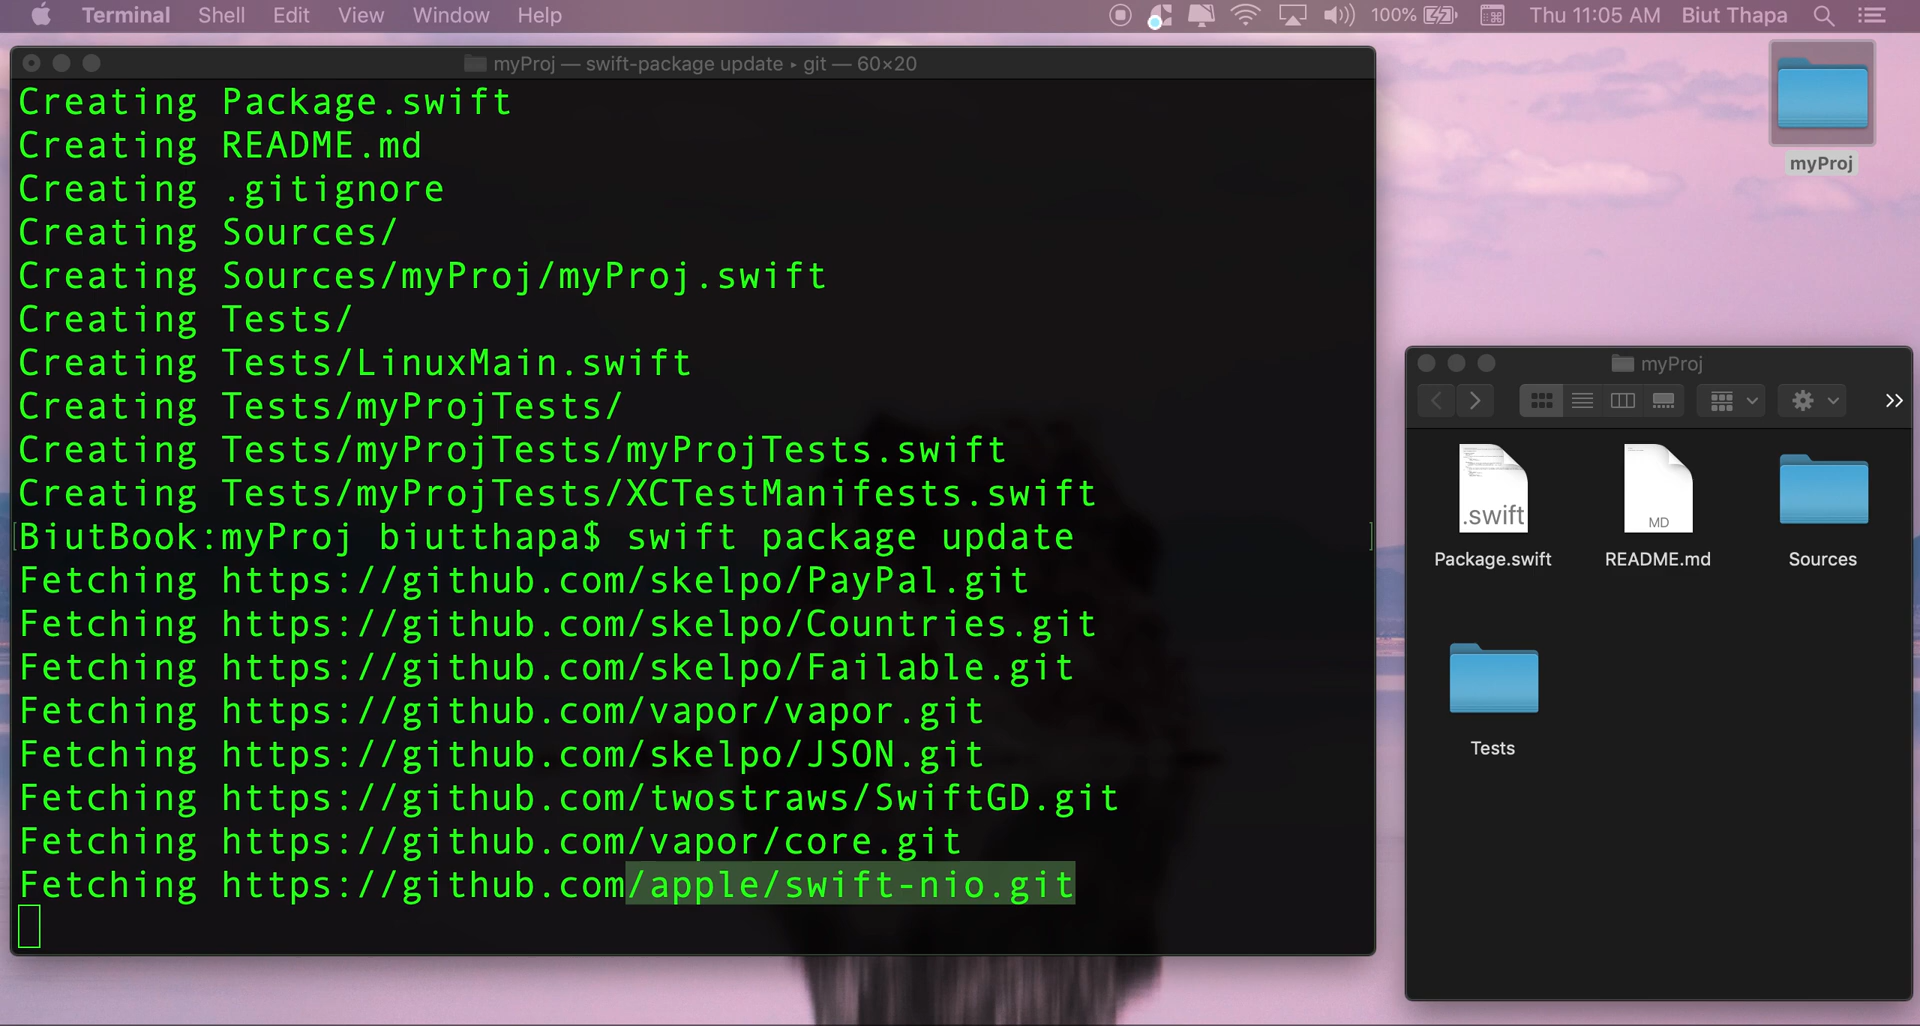 Terminal Shell Edit View Window Help 100% Thu 11:05 AM Biut Thapa
myProj — swift-package update ▸ git — 60×20
Creating Package.swift
Creating README.md
Creating .gitignore
Creating Sources/
Creating Sources/myProj/myProj.swift
Creating Tests/
Creating Tests/LinuxMain.swift
Creating Tests/myProjTests/
Creating Tests/myProjTests/myProjTests.swift
Creating Tests/myProjTests/XCTestManifests.swift
[BiutBook:myProj biutthapa$ swift package update ]
Fetching https://github.com/skelpo/PayPal.git
Fetching https://github.com/skelpo/Countries.git
Fetching https://github.com/skelpo/Failable.git
Fetching https://github.com/vapor/vapor.git
Fetching https://github.com/skelpo/JSON.git
Fetching https://github.com/twostraws/SwiftGD.git
Fetching https://github.com/vapor/core.git
Fetching https://github.com/apple/swift-nio.git
myProj
myProj
.swift
MD
Package.swift README.md Sources
Tests